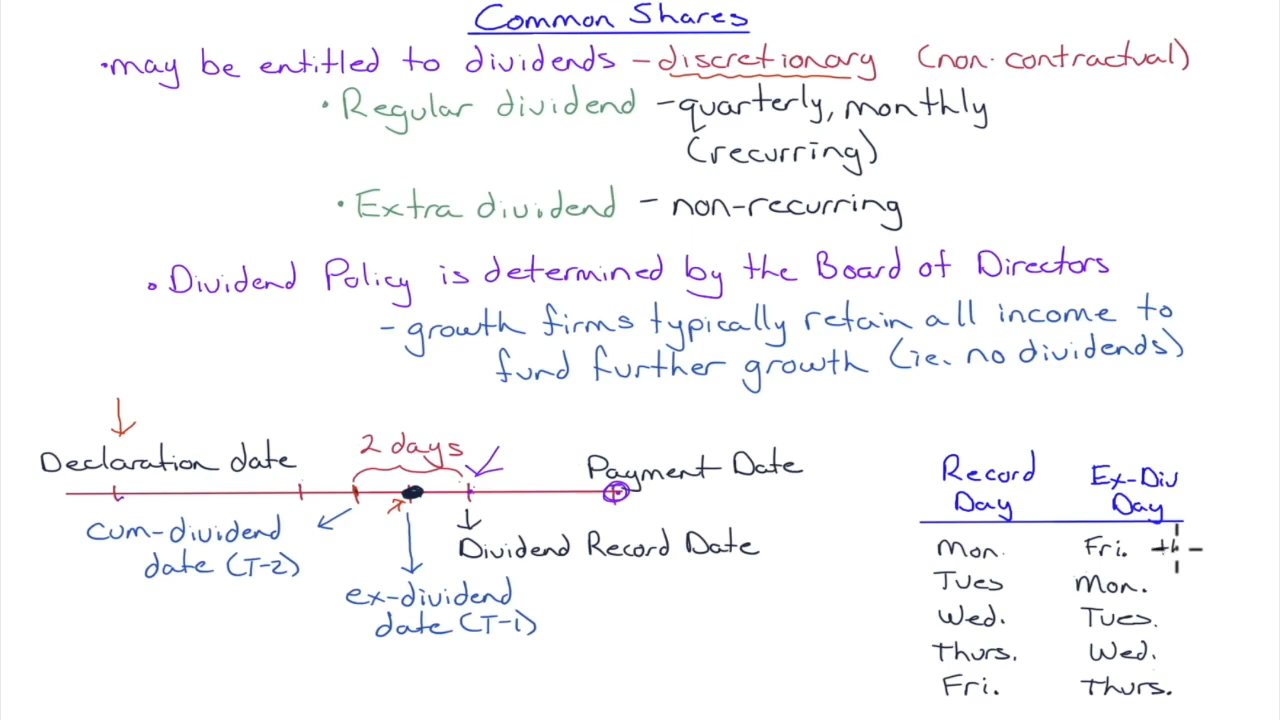 Common Shares
•may be entitled to dividends – discretionary (non-contractual)
• Regular dividend – quarterly, monthly
(recurring)
• Extra dividend – non-recurring
• Dividend Policy is determined by the Board of Directors
- growth firms typically retain all income to
fund further growth (ie. no dividends)
Declaration date
2 days
Payment Date
cum-dividend
date (T-2)
Dividend Record Date
ex-dividend
date (T-1)
Record Day Ex-Div Day
Mon. Fri. th
Tues Mon.
Wed. Tues.
Thurs. Wed.
Fri. Thurs.